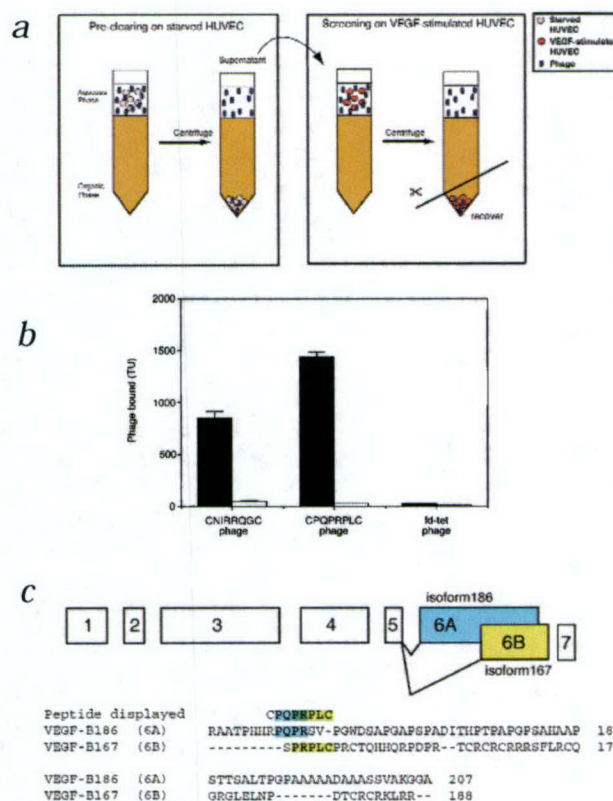 a
Pre-clearing on starved HUVEC
Supernatant
Aqueous Phase
Centrifuge
Organic Phase
Screening on VEGF-stimulated HUVEC
Centrifuge
recover
Starved HUVEC
VEGF-stimulated HUVEC
Phage
b
Phage bound (TU)
2000
1500
1000
500
0
CNIRRQGC phage
CPQPRPLC phage
fd-tet phage
c
isoform186
1 2 3 4 5 6A 6B 7
isoform167
Peptide displayed CPQPRPLC
VEGF-B186 (6A) RAATPHHRPQPRSV-PGWDSAPGAPSPADITHPTPAPGPSAHAAP 18
VEGF-B167 (6B) ---------SPRPLCPRCTQHHQRPDPR--TCRCRCRRRSFLRCQ 17
VEGF-B186 (6A) STTSALTPGPAAAAADAAASSVAKGGA 207
VEGF-B167 (6B) GRGLELNP------DTCRCRKLRR-- 188